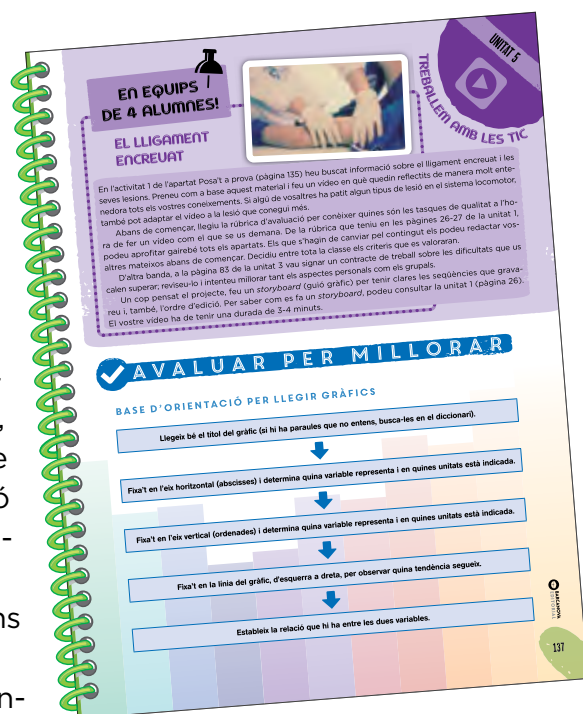 UNITAT 5
TREBALLEM AMB LES TIC
EN EQUIPS
DE 4 ALUMNES!
EL LLIGAMENT
ENCREUAT
En l'activitat 1 de l'apartat Posa't a prova (pàgina 135) heu buscat informació sobre el lligament encreuat i les
seves lesions. Preneu com a base aquest material i feu un vídeo en què quedin reflectits de manera molt ente-
nedora tots els vostres coneixements. Si algú de vosaltres ha patit algun tipus de lesió en el sistema locomotor,
també pot adaptar el vídeo a la lesió que conegui més.
Abans de començar, llegiu la rúbrica d'avaluació per conèixer quines són les tasques de qualitat a l'ho-
ra de fer un vídeo com el que se us demana. De la rúbrica que teniu en les pàgines 26-27 de la unitat 1,
podeu aprofitar gairebé tots els apartats. Els que s'hagin de canviar pel contingut els podeu redactar vos-
altres mateixos abans de començar. Decidiu entre tota la classe els criteris que es valoraran.
D'altra banda, a la pàgina 83 de la unitat 3 vau signar un contracte de treball sobre les dificultats que us
calen superar; reviseu-lo i intenteu millorar tant els aspectes personals com els grupals.
Un cop pensat el projecte, feu un storyboard (guió gràfic) per tenir clares les seqüències que grava-
reu i, també, l'ordre d'edició. Per saber com es fa un storyboard, podeu consultar la unitat 1 (pàgina 26).
El vostre vídeo ha de tenir una durada de 3-4 minuts.
AVALUAR PER MILLORAR
BASE D'ORIENTACIÓ PER LLEGIR GRÀFICS
Llegeix bé el títol del gràfic (si hi ha paraules que no entens, busca-les en el diccionari).
Fixa't en l'eix horitzontal (abscisses) i determina quina variable representa i en quines unitats està indicada.
Fixa't en l'eix vertical (ordenades) i determina quina variable representa i en quines unitats està indicada.
Fixa't en la línia del gràfic, d'esquerra a dreta, per observar quina tendència segueix.
Estableix la relació que hi ha entre les dues variables.
BARCANOVA
EDITORIAL
137
,
e
ó
-
ns
n-